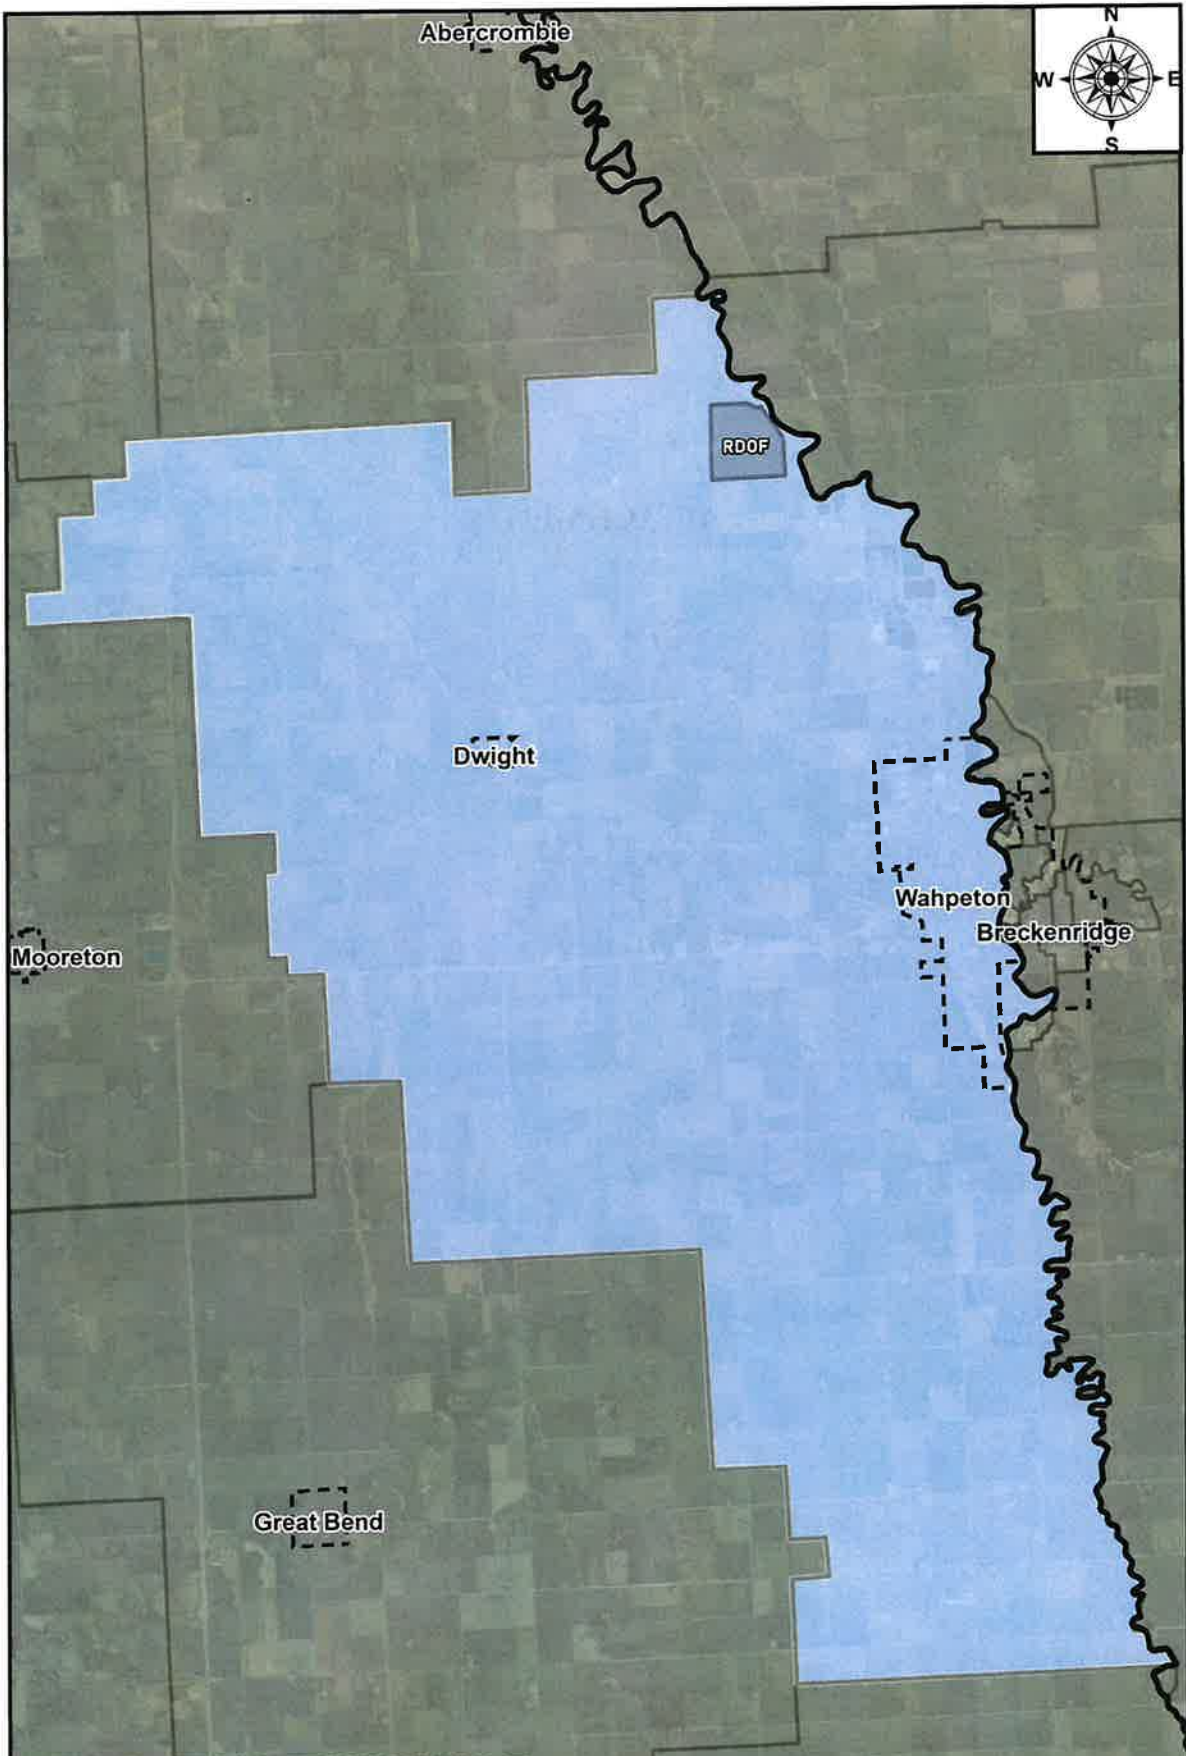 Abercrombie
N
W
E
S
RDOF
Dwight
Wahpeton
Breckenridge
Mooreton
Great Bend